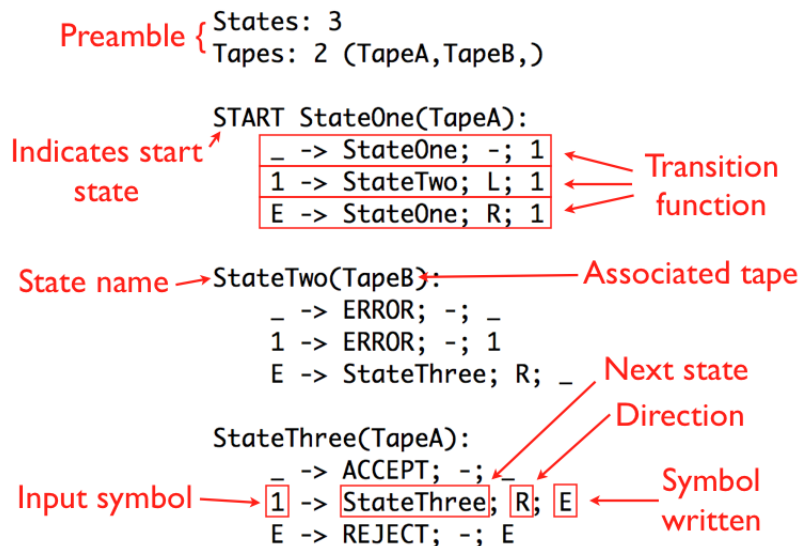 Preamble { States: 3
Tapes: 2 (TapeA,TapeB,)
START StateOne(TapeA):
Indicates start
state
_ -> StateOne; -; 1
1 -> StateTwo; L; 1
E -> StateOne; R; 1
Transition
function
State name
StateTwo(TapeB):
Associated tape
_ -> ERROR; -; _
1 -> ERROR; -; 1
E -> StateThree; R; _
Next state
Direction
StateThree(TapeA):
_ -> ACCEPT; -; _
Input symbol
1 -> StateThree; R; E
E -> REJECT; -; E
Symbol
written